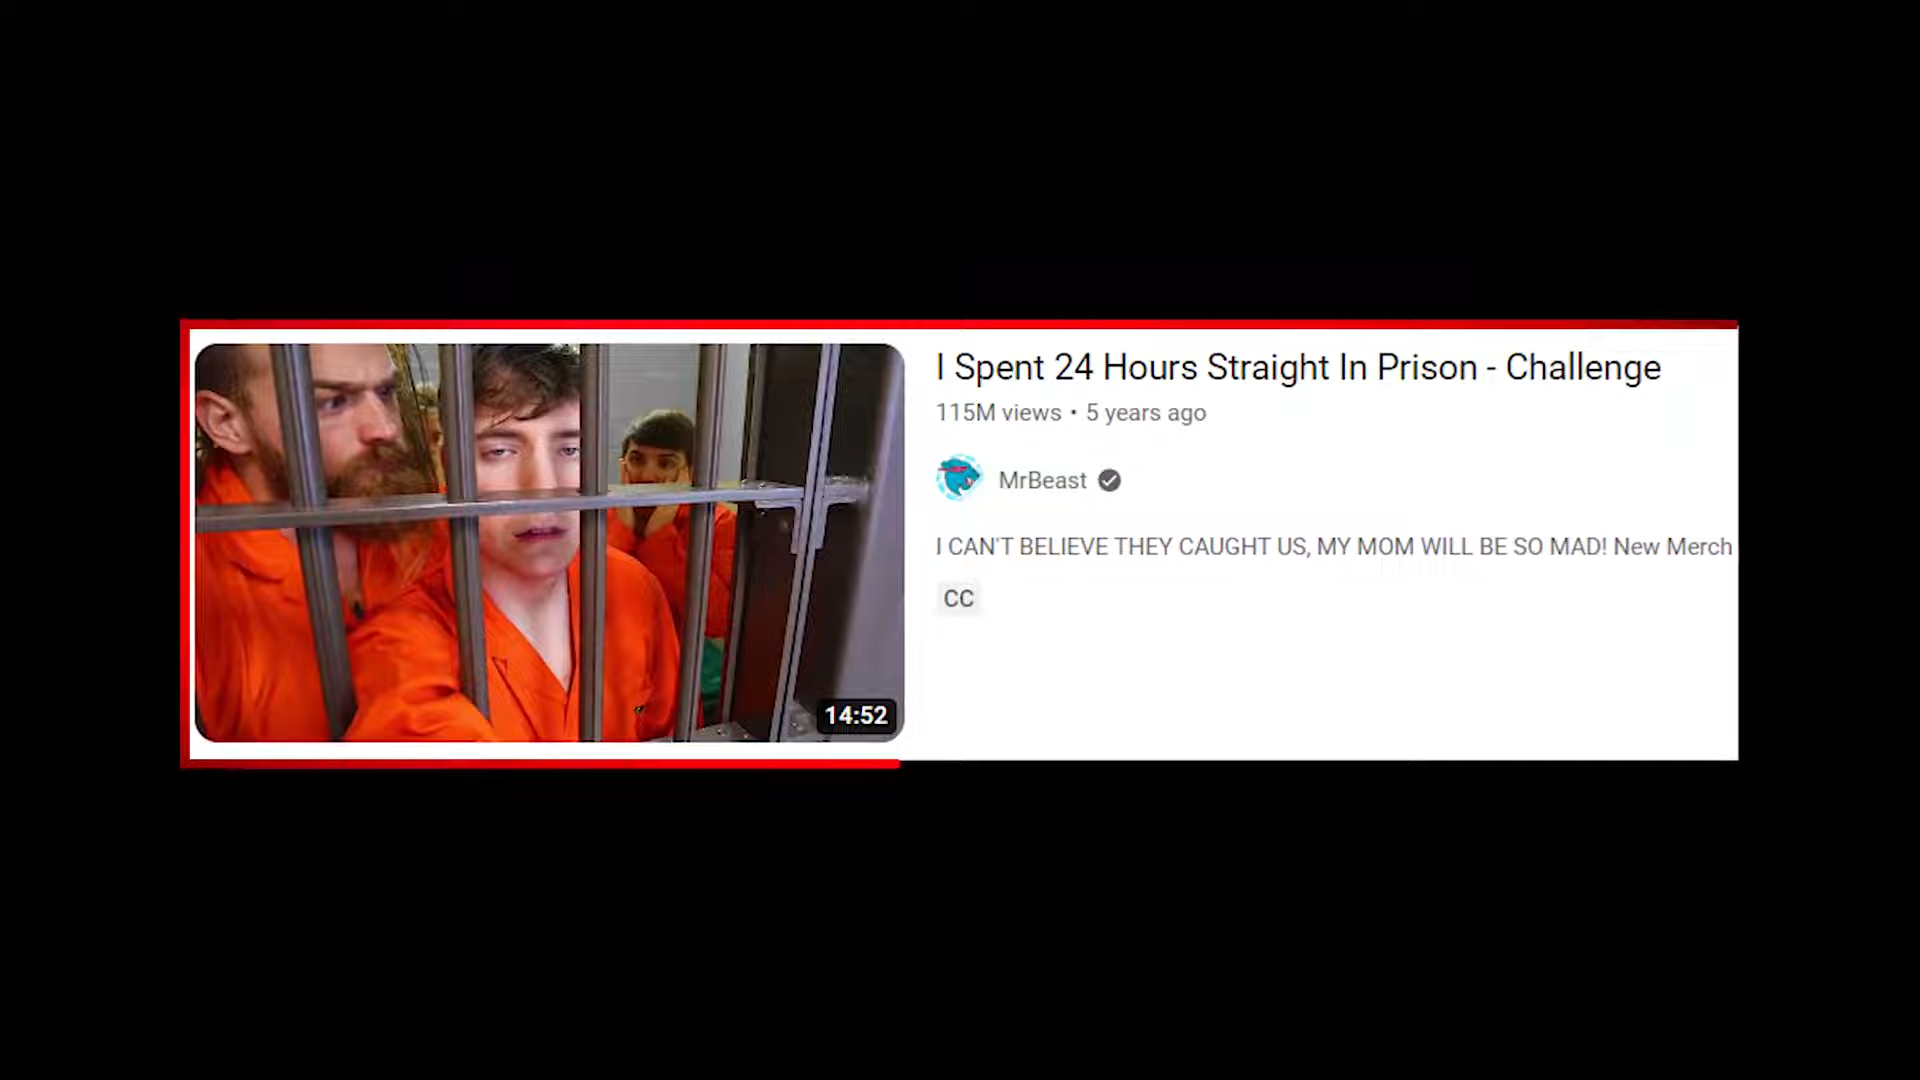 I Spent 24 Hours Straight In Prison - Challenge
115M views • 5 years ago
MrBeast
I CAN'T BELIEVE THEY CAUGHT US, MY MOM WILL BE SO MAD! New Merch
CC
14:52